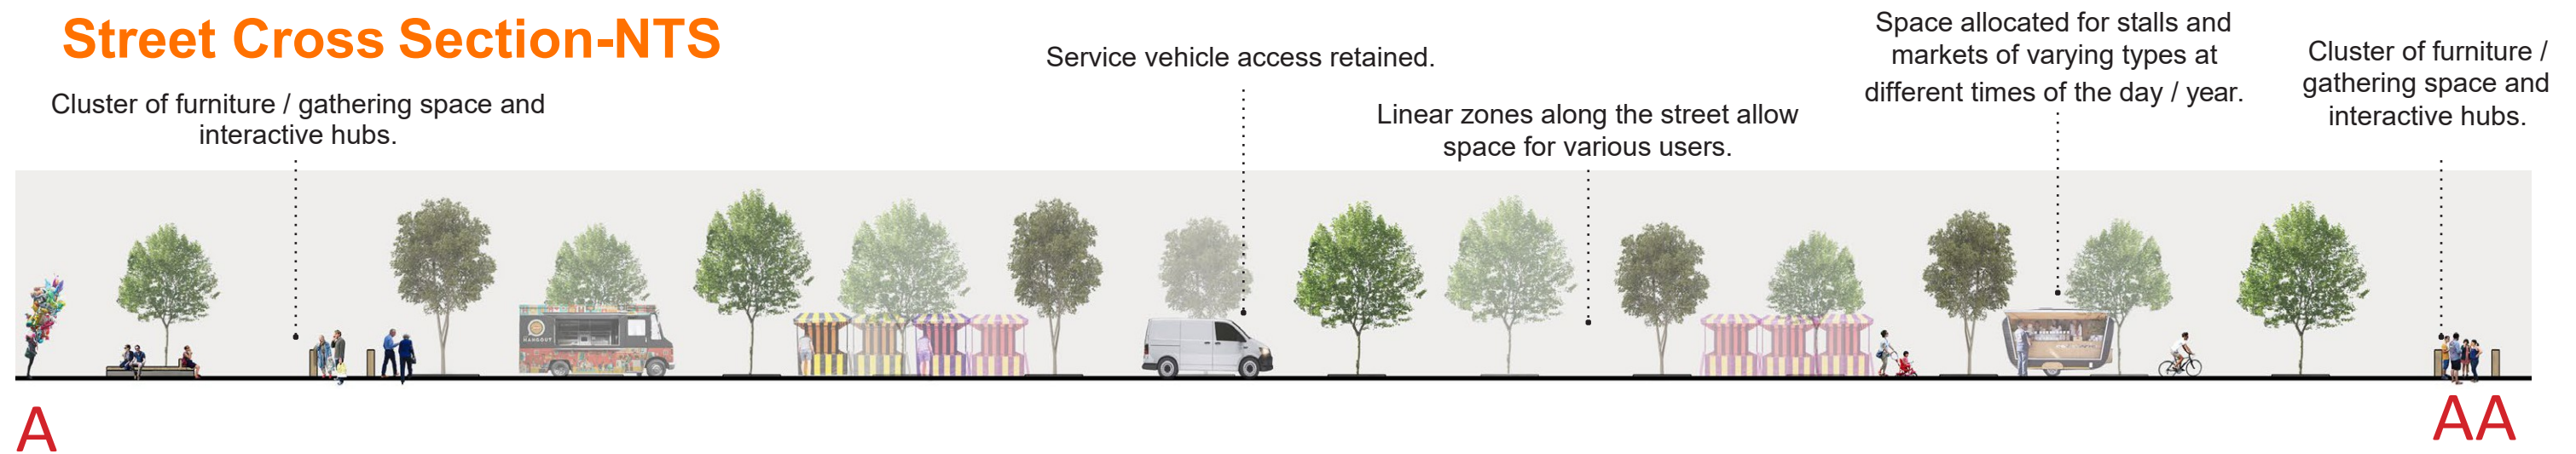 Street Cross Section-NTS
Cluster of furniture / gathering space and
interactive hubs.
Service vehicle access retained.
Linear zones along the street allow
space for various users.
Space allocated for stalls and
markets of varying types at
different times of the day / year.
Cluster of furniture /
gathering space and
interactive hubs.
HANGOUT
A
AA